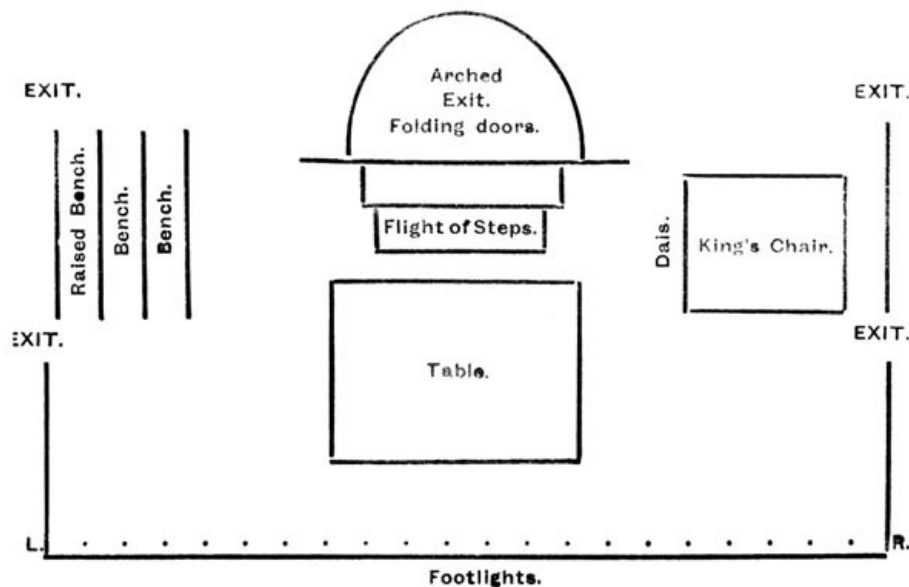 Arched
Exit.
Folding doors.
EXIT.
EXIT.
Raised Bench.
Bench.
Bench.
Flight of Steps.
Dais.
King's Chair.
EXIT.
EXIT.
Table.
L.
R.
Footlights.